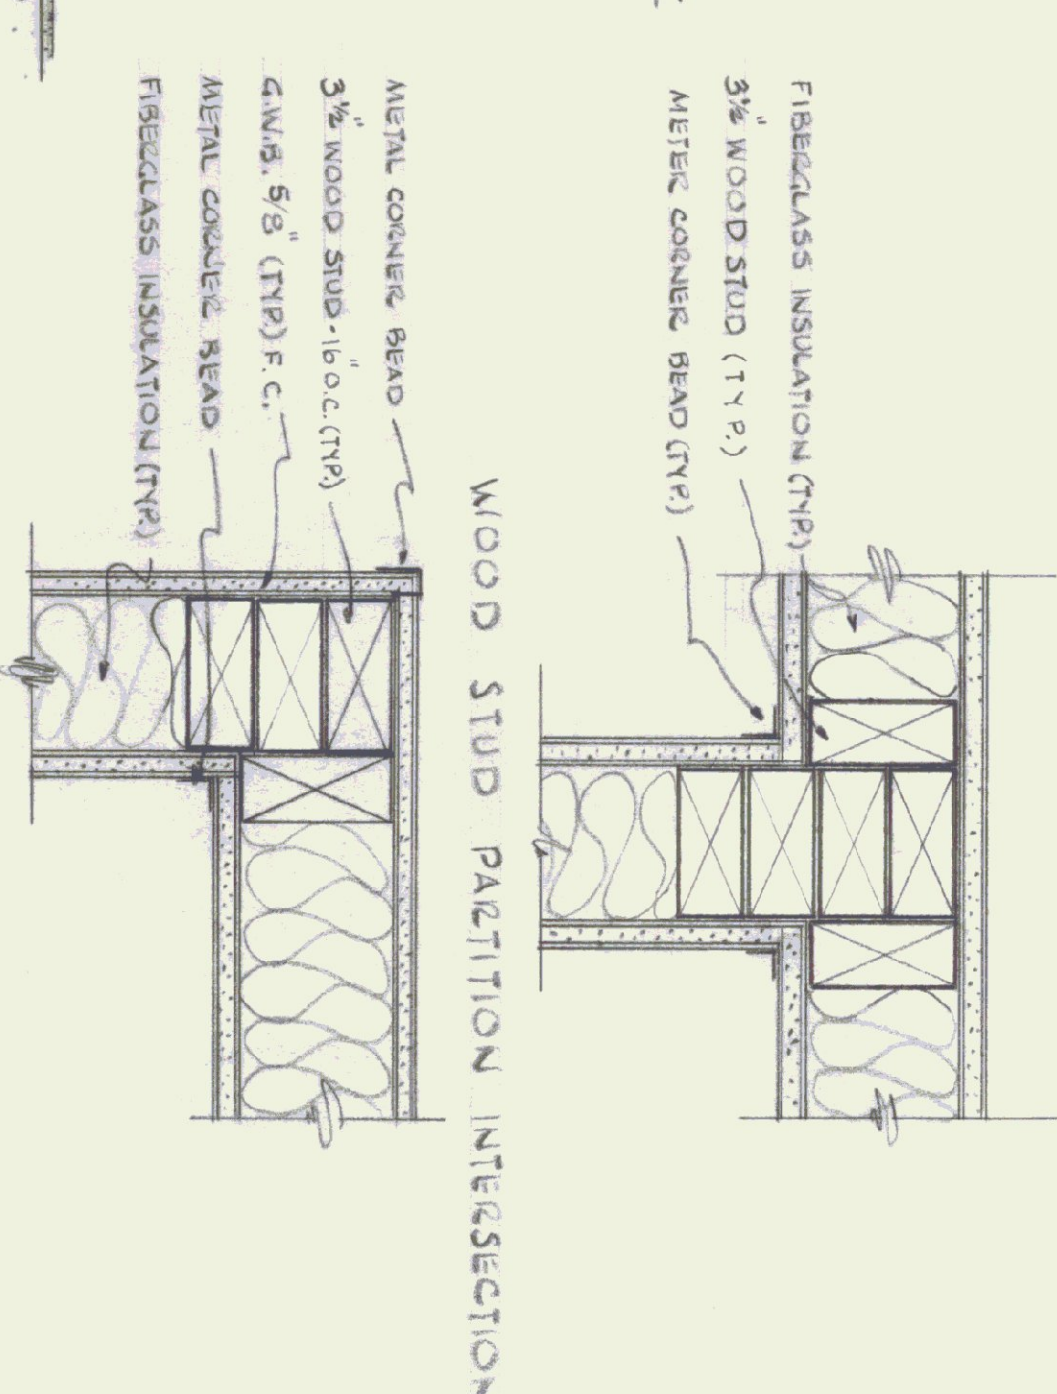 FIBERGLASS INSULATION (TYP.)
3½" WOOD STUD (TYP.)
METER CORNER BEAD (TYP.)
WOOD STUD PARTITION INTERSECTION
METAL CORNER BEAD
3½" WOOD STUD - 16" O.C. (TYP.)
G.W.B. 5/8" (TYP.) F.C.
METAL CORNER BEAD
FIBERGLASS INSULATION (TYP.)